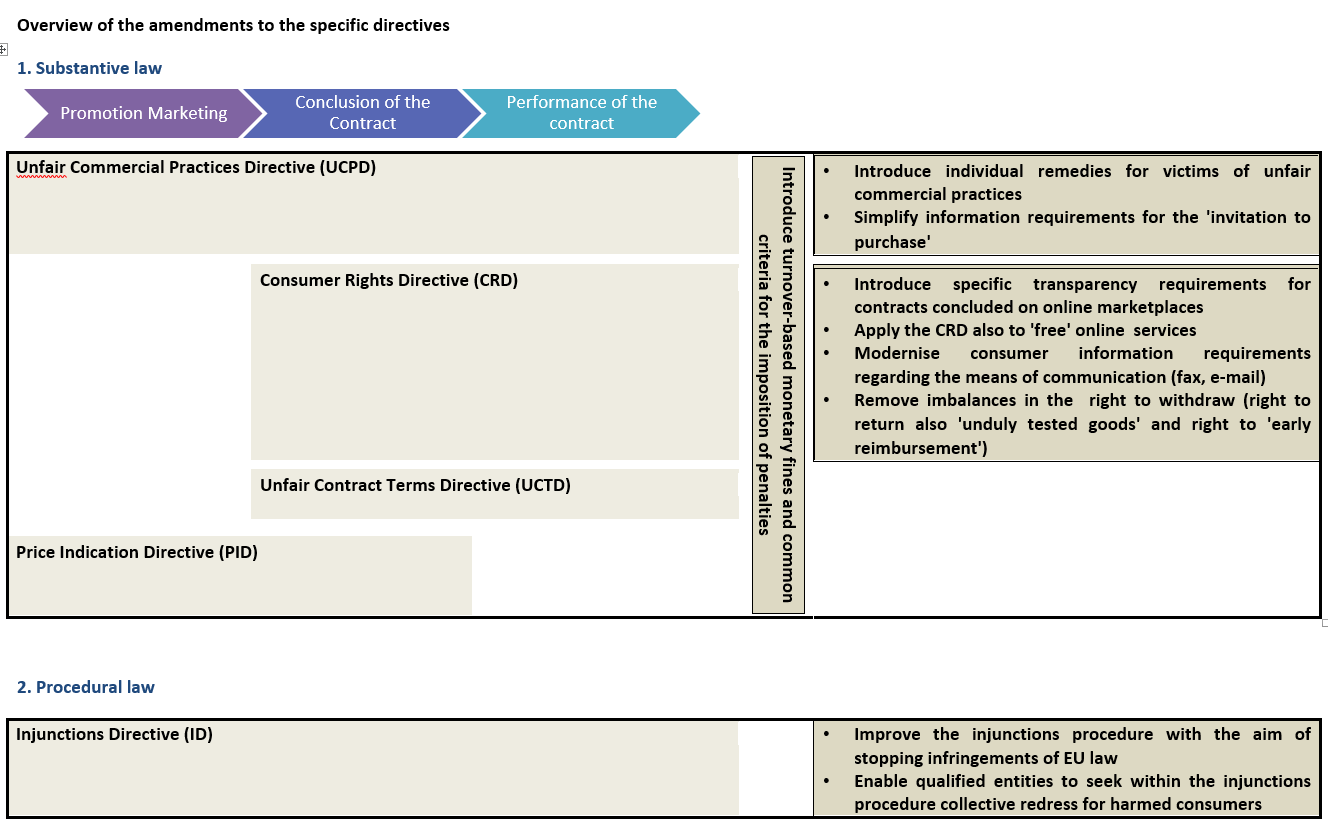 Overview of the amendments to the specific directives
1. Substantive law
Promotion Marketing
Conclusion of the
Contract
Performance of the
contract
Unfair Commercial Practices Directive (UCPD)
Consumer Rights Directive (CRD)
Unfair Contract Terms Directive (UCTD)
Price Indication Directive (PID)
Introduce turnover-based monetary fines and common
criteria for the imposition of penalties
• Introduce individual remedies for victims of unfair
commercial practices
• Simplify information requirements for the 'invitation to
purchase'
• Introduce specific transparency requirements for
contracts concluded on online marketplaces
• Apply the CRD also to 'free' online services
• Modernise consumer information requirements
regarding the means of communication (fax, e-mail)
• Remove imbalances in the right to withdraw (right to
return also 'unduly tested goods' and right to 'early
reimbursement')
2. Procedural law
Injunctions Directive (ID)
• Improve the injunctions procedure with the aim of
stopping infringements of EU law
• Enable qualified entities to seek within the injunctions
procedure collective redress for harmed consumers